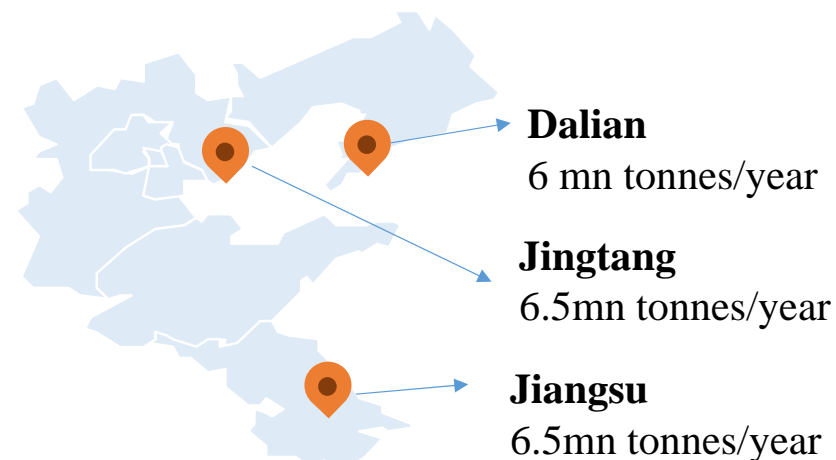 Dalian
6 mn tonnes/year
Jingtang
6.5mn tonnes/year
Jiangsu
6.5mn tonnes/year